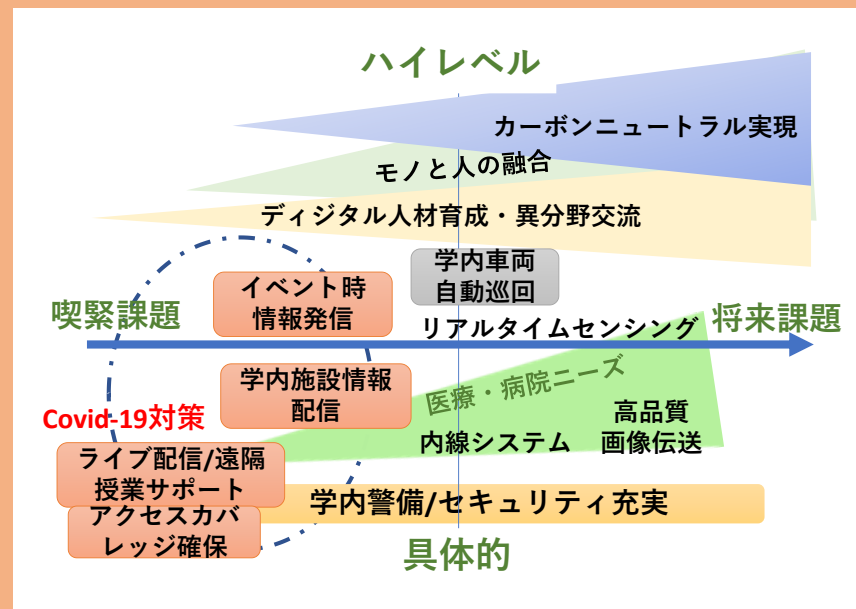 ハイレベル
カーボンニュートラル実現
モノと人の融合
ディジタル人材育成・異分野交流
学内車両
自動巡回
イベント時
情報発信
喫緊課題
リアルタイムセンシング
将来課題
学内施設情報
配信
医療・病院ニーズ
Covid-19対策
高品質
画像伝送
内線システム
ライブ配信/遠隔
授業サポート
学内警備/セキュリティ充実
アクセスカバ
レッジ確保
具体的